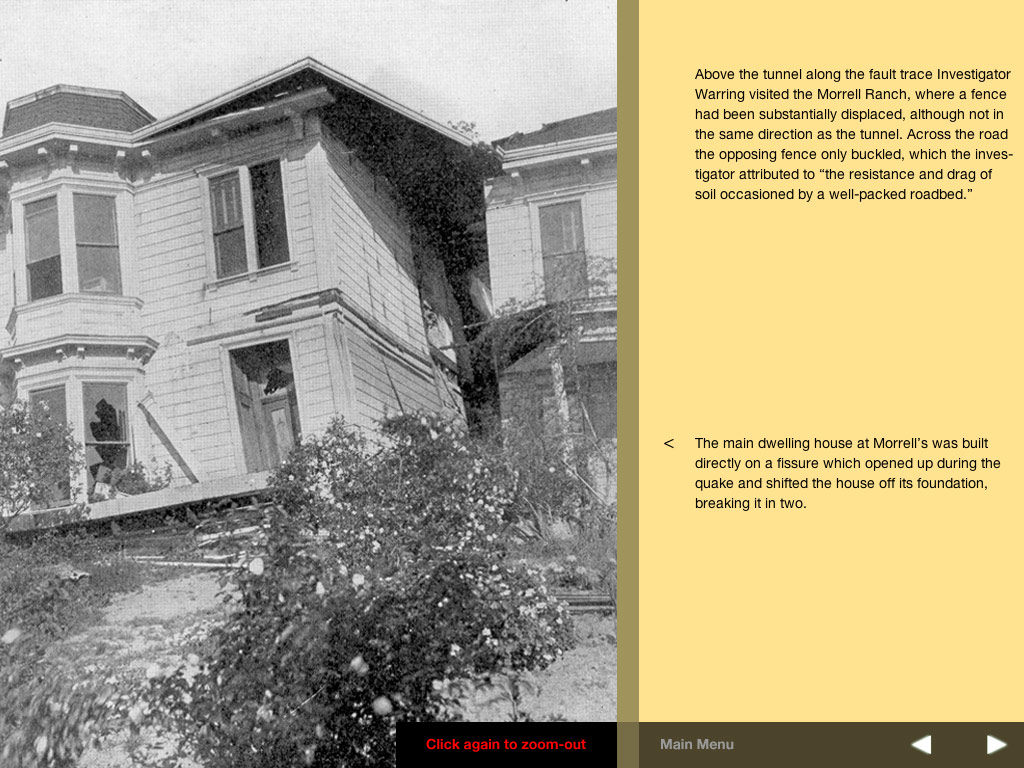 Above the tunnel along the fault trace Investigator
Warring visited the Morrell Ranch, where a fence
had been substantially displaced, although not in
the same direction as the tunnel. Across the road
the opposing fence only buckled, which the inves-
tigator attributed to “the resistance and drag of
soil occasioned by a well-packed roadbed.”
< The main dwelling house at Morrell’s was built
directly on a fissure which opened up during the
quake and shifted the house off its foundation,
breaking it in two.
Click again to zoom-out
Main Menu